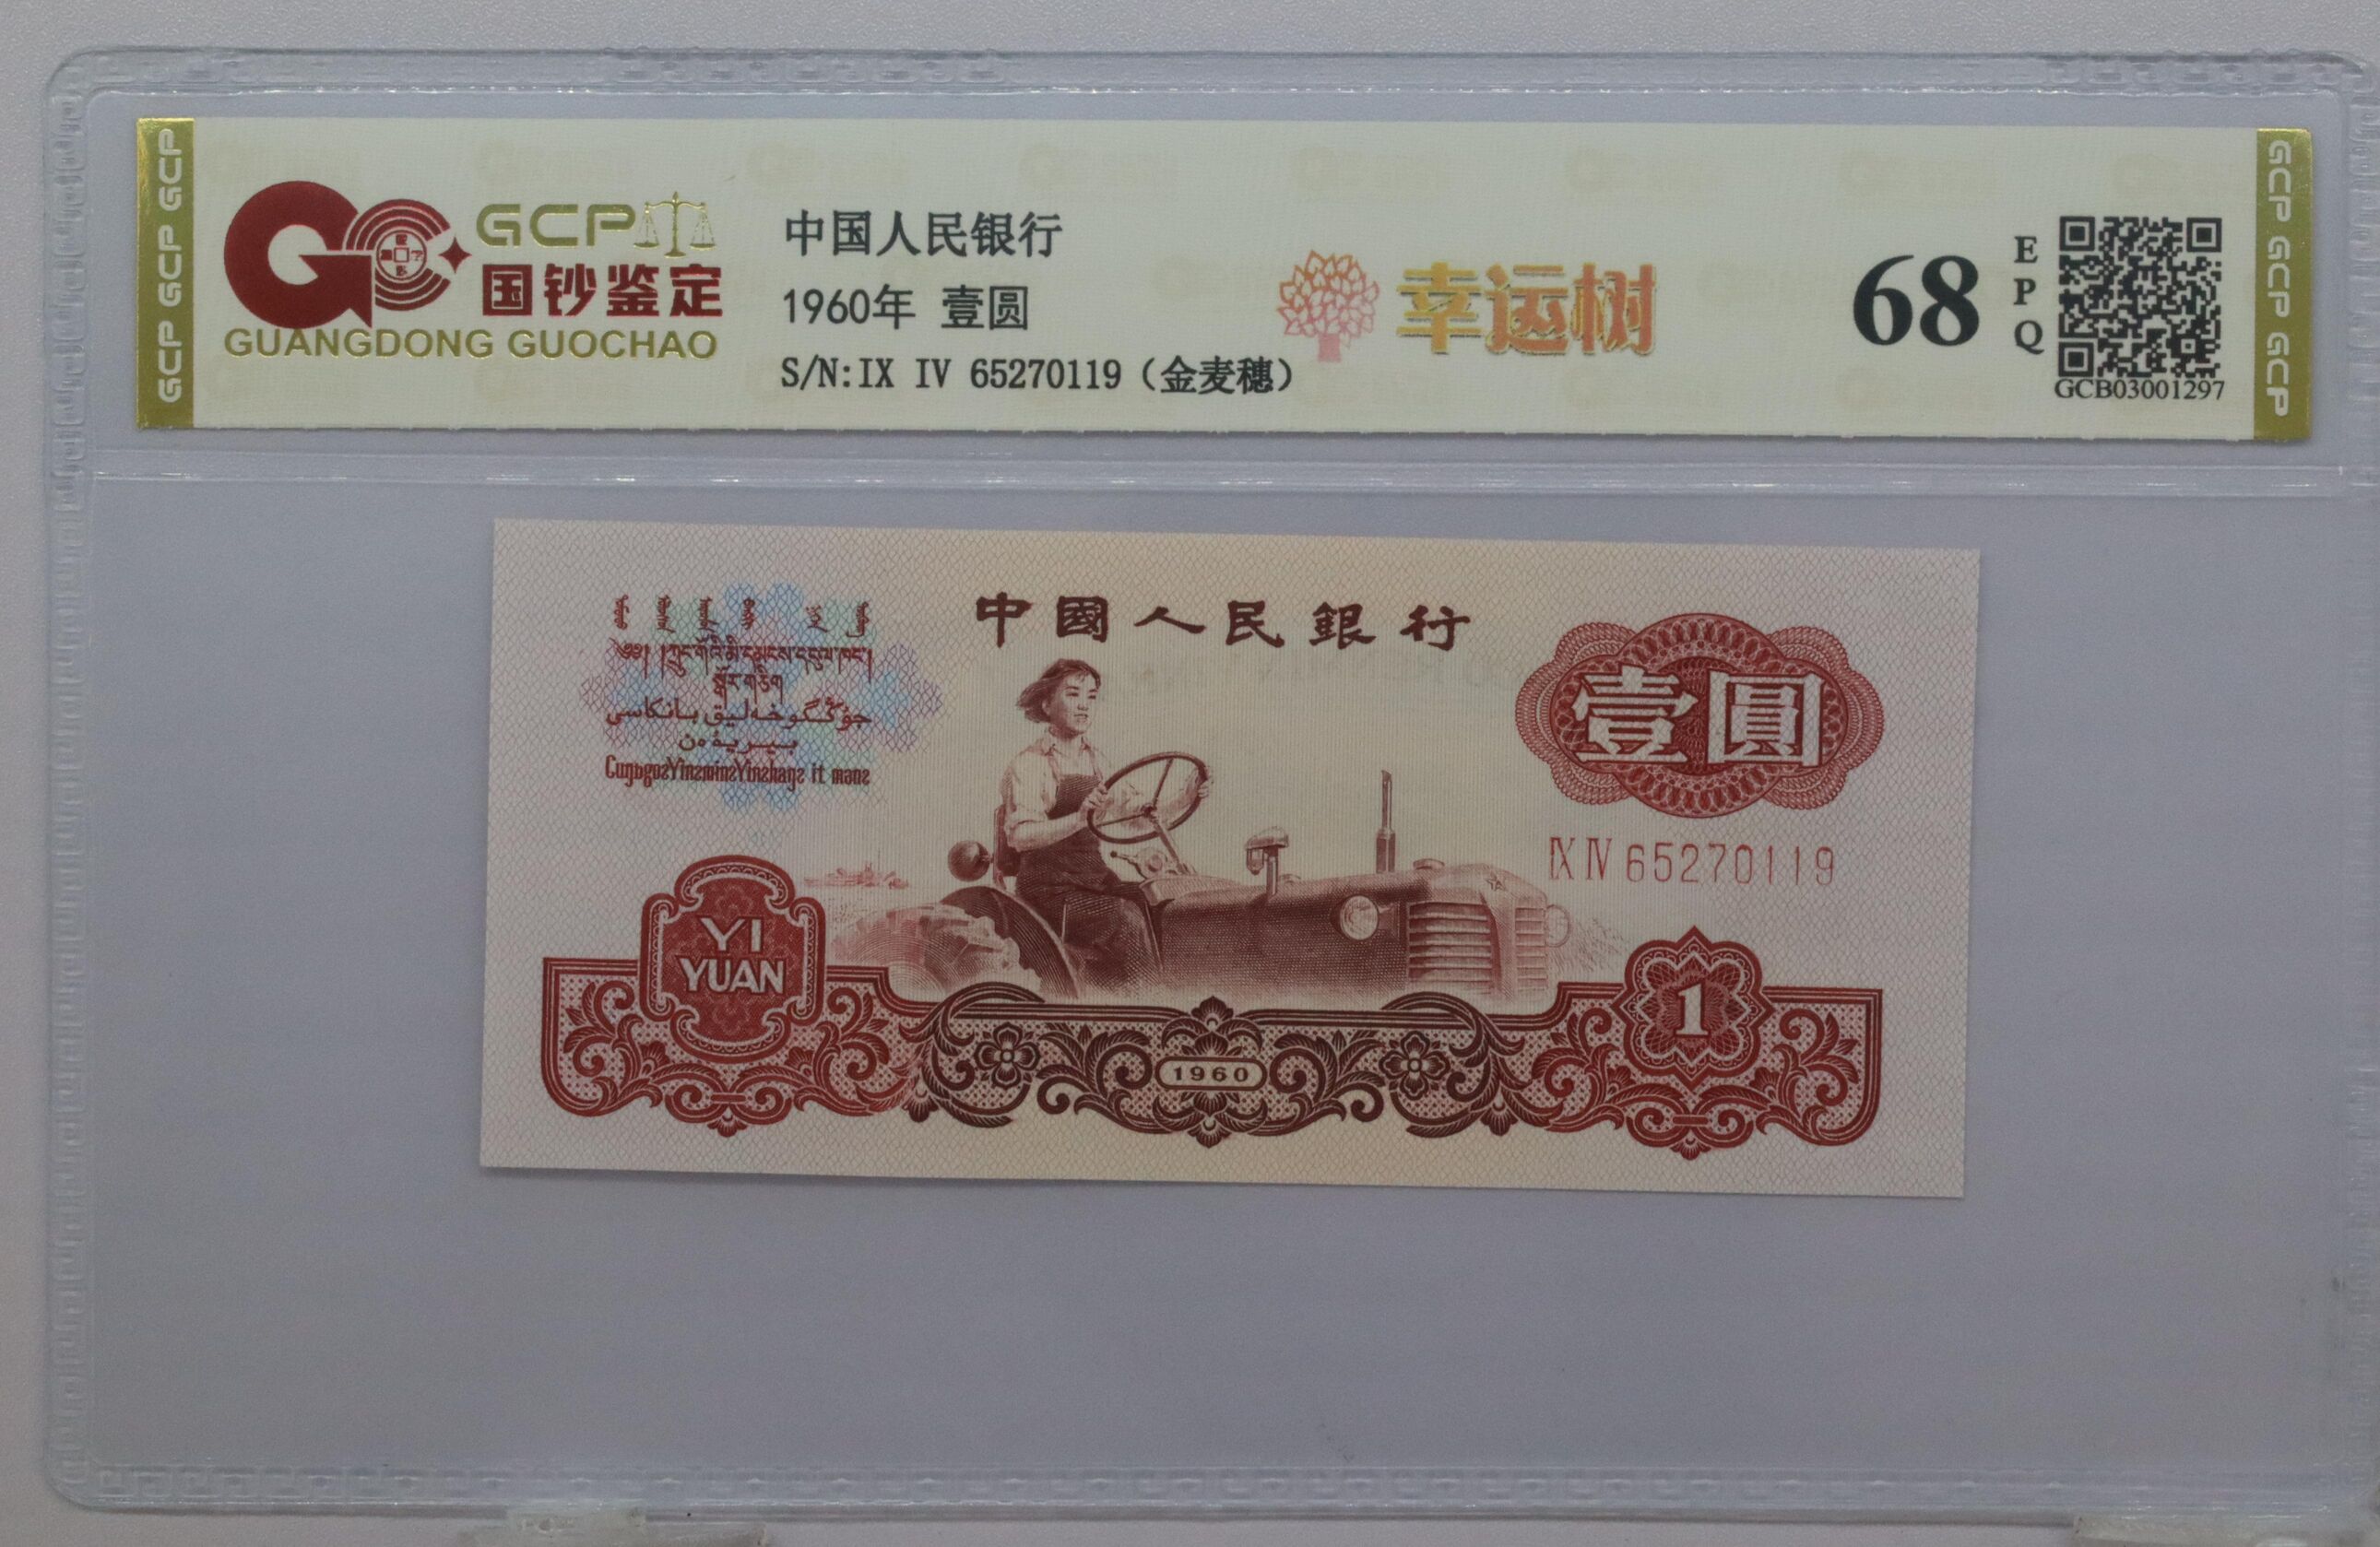 GCP GCP GCP
GCP
国钞鉴定
GUANGDONG GUOCHAO
中国人民银行
1960年 壹圆
S/N:IX IV 65270119（金麦穗）
幸运树
68
E
P
Q
GCB03001297
GCP GCP GCP
中國人民銀行
壹圓
IX IV 65270119
YI
YUAN
1960
1